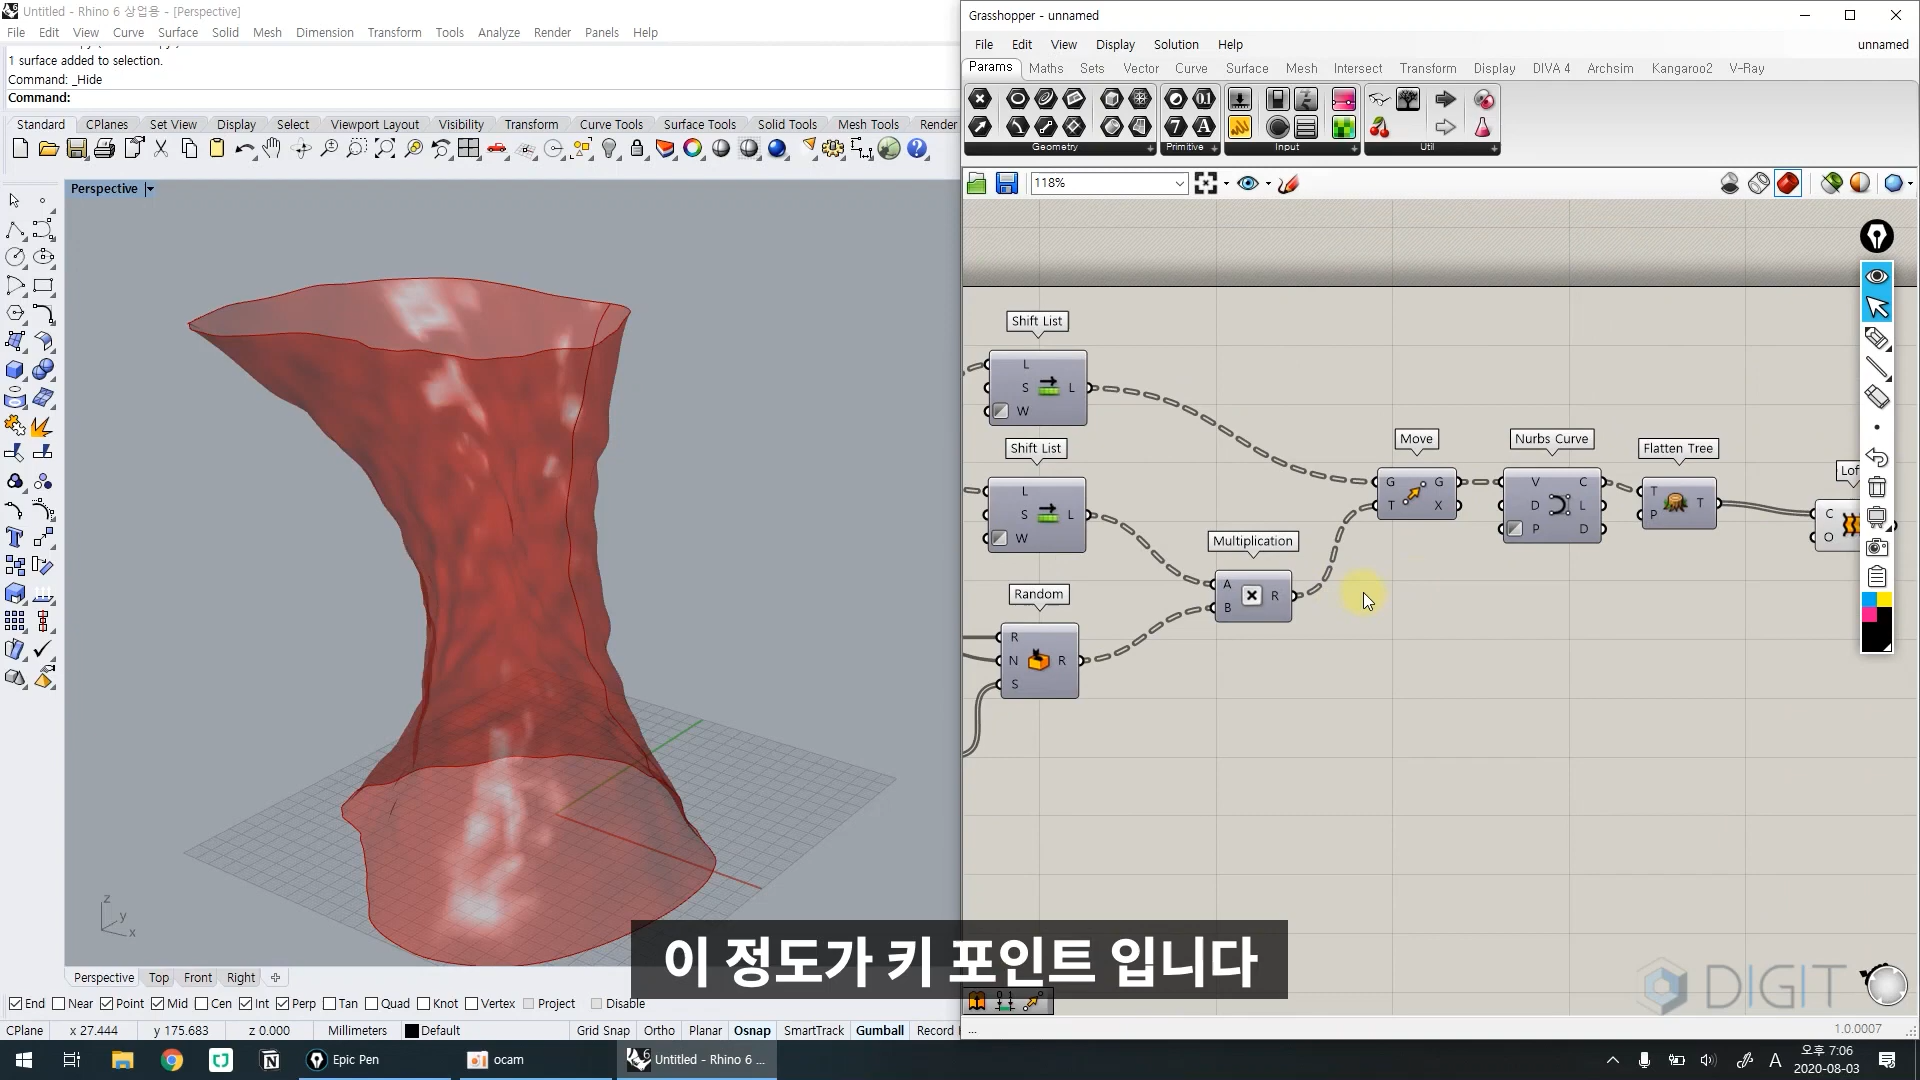 Untitled - Rhino 6 상업용 - [Perspective]
File Edit View Curve Surface Solid Mesh Dimension Transform Tools Analyze Render Panels Help
1 surface added to selection.
Command: _Hide
Command:
Standard CPlanes Set View Display Select Viewport Layout Visibility Transform Curve Tools Surface Tools Solid Tools Mesh Tools Render
Perspective
z
y
x
Perspective Top Front Right
End Near Point Mid Cen Int Perp Tan Quad Knot Vertex Project Disable
CPlane x 27.444 y 175.683 z 0.000 Millimeters Default Grid Snap Ortho Planar Osnap SmartTrack Gumball Record
Grasshopper - unnamed
File Edit View Display Solution Help unnamed
Params Maths Sets Vector Curve Surface Mesh Intersect Transform Display DIVA 4 Archsim Kangaroo2 V-Ray
Geometry Primitive Input Util
118%
Shift List
L
S L
W
Shift List
L
S L
W
Random
R
N R
S
Multiplication
A
B R
Move
G G
T X
Nurbs Curve
V C
D L
P D
Flatten Tree
T
P T
Lof
C
O
이 정도가 키 포인트 입니다
DIGIT
...
1.0.0007
Epic Pen
ocam
Untitled - Rhino 6 ...
A
오후 7:06
2020-08-03